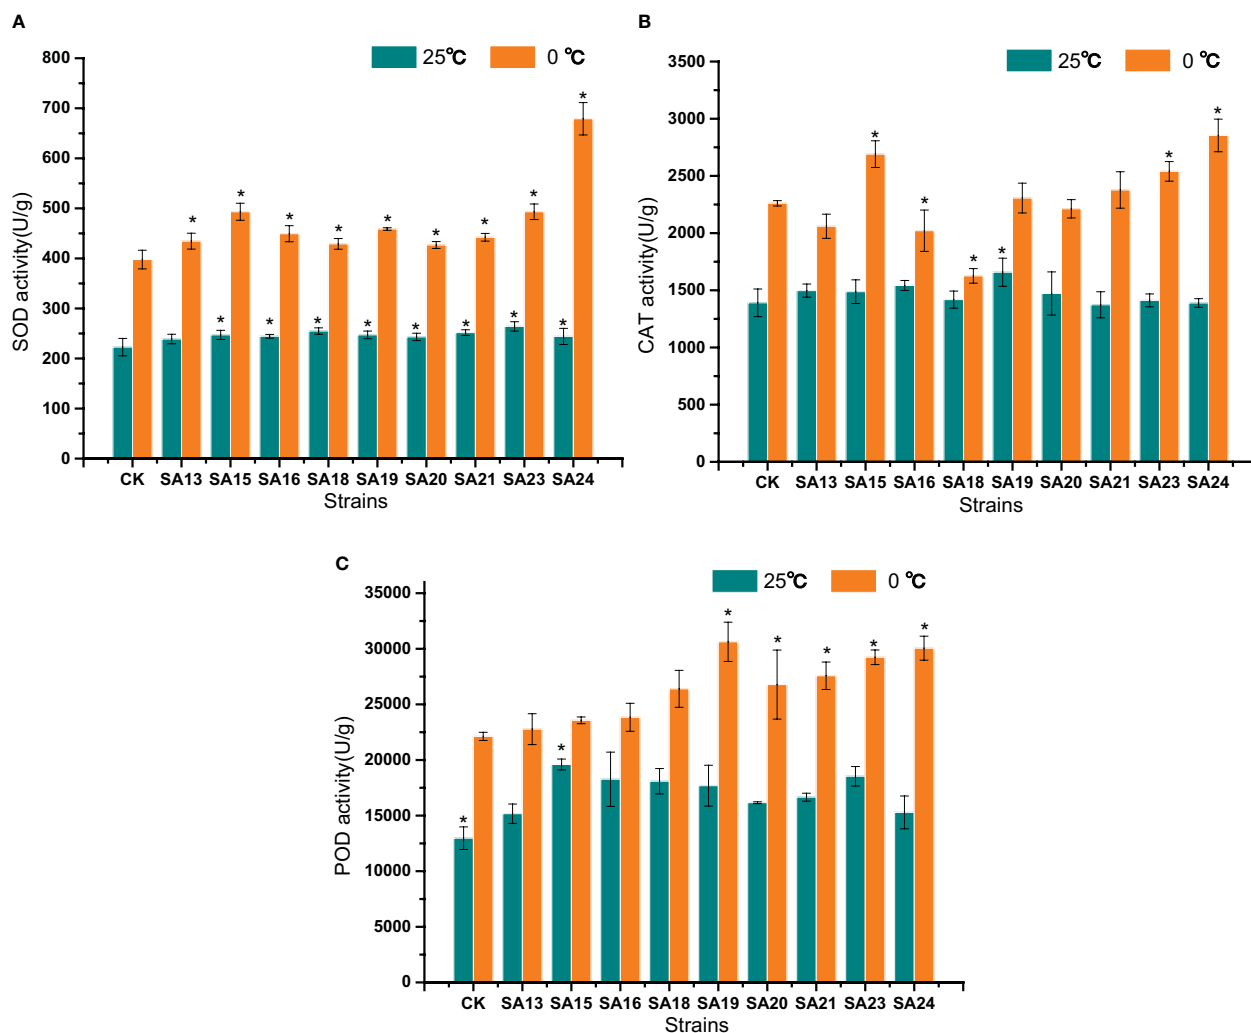 A
25℃ 0 ℃
800
700
600
500
400
300
200
100
0
SOD activity(U/g)
* * * * * * * * *
* * * * * * * *
CK SA13 SA15 SA16 SA18 SA19 SA20 SA21 SA23 SA24
Strains
B
25℃ 0 ℃
3500
3000
2500
2000
1500
1000
500
0
CAT activity(U/g)
* * * * * *
CK SA13 SA15 SA16 SA18 SA19 SA20 SA21 SA23 SA24
Strains
C
25℃ 0 ℃
35000
30000
25000
20000
15000
10000
5000
0
POD activity(U/g)
* * * * * * *
CK SA13 SA15 SA16 SA18 SA19 SA20 SA21 SA23 SA24
Strains